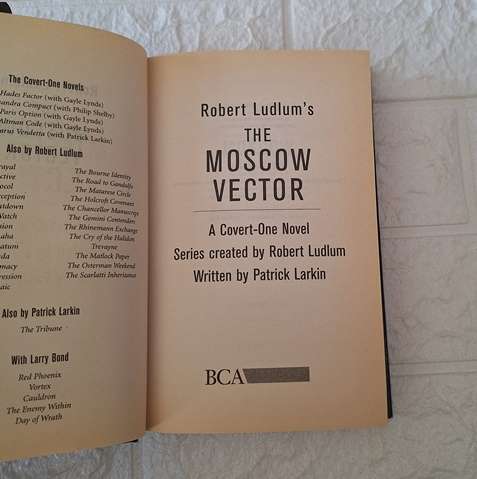 The Covert-One Novels
Hades Factor (with Gayle Lynds)
Compact (with Philip Shelby)
Paris Option (with Gayle Lynds)
Altman Code (with Gayle Lynds)
Vendetta (with Patrick Larkin)
Also by Robert Ludlum
The Bourne Identity
The Road to Gandolfo
The Matarese Circle
The Holcroft Covenant
The Chancellor Manuscript
The Gemini Contenders
The Rhinemann Exchange
The Cry of the Halidon
Trevayne
The Matlock Paper
The Osterman Weekend
The Scarlatti Inheritance
Also by Patrick Larkin
The Tribune
With Larry Bond
Red Phoenix
Vortex
Cauldron
The Enemy Within
Day of Wrath
Robert Ludlum's
THE
MOSCOW
VECTOR
A Covert-One Novel
Series created by Robert Ludlum
Written by Patrick Larkin
BCA